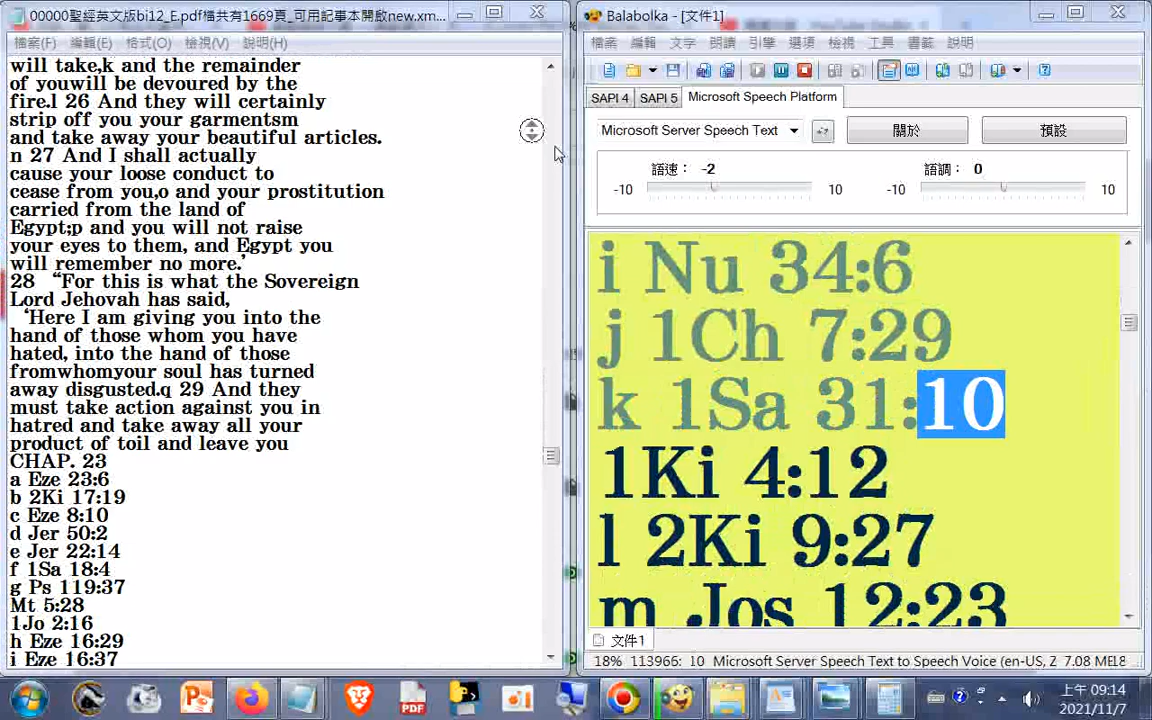 00000聖經英文版bi12_E.pdf檔共有1669頁_可用記事本開啟new.xm...
檔案(F) 編輯(E) 格式(O) 檢視(V) 說明(H)
will take,k and the remainder
of youwill be devoured by the
fire.l 26 And they will certainly
strip off you your garmentsm
and take away your beautiful articles.
n 27 And I shall actually
cause your loose conduct to
cease from you,o and your prostitution
carried from the land of
Egypt;p and you will not raise
your eyes to them, and Egypt you
will remember no more.’
28 “For this is what the Sovereign
Lord Jehovah has said,
‘Here I am giving you into the
hand of those whom you have
hated, into the hand of those
fromwhomyour soul has turned
away disgusted.q 29 And they
must take action against you in
hatred and take away all your
product of toil and leave you
CHAP. 23
a Eze 23:6
b 2Ki 17:19
c Eze 8:10
d Jer 50:2
e Jer 22:14
f 1Sa 18:4
g Ps 119:37
Mt 5:28
1Jo 2:16
h Eze 16:29
i Eze 16:37
Balabolka - [文件1]
檔案 編輯 文字 朗讀 引擎 選項 檢視 工具 書籤 說明
SAPI 4 SAPI 5 Microsoft Speech Platform
Microsoft Server Speech Text 關於 預設
語速： -2 語調： 0
-10 10 -10 10
i Nu 34:6
j 1Ch 7:29
k 1Sa 31:10
1Ki 4:12
l 2Ki 9:27
m Jos 12:23
文件1
18% 113966: 10 Microsoft Server Speech Text to Speech Voice (en-US, Z 7.08 MEL8
PDF
上午 09:14
2021/11/7